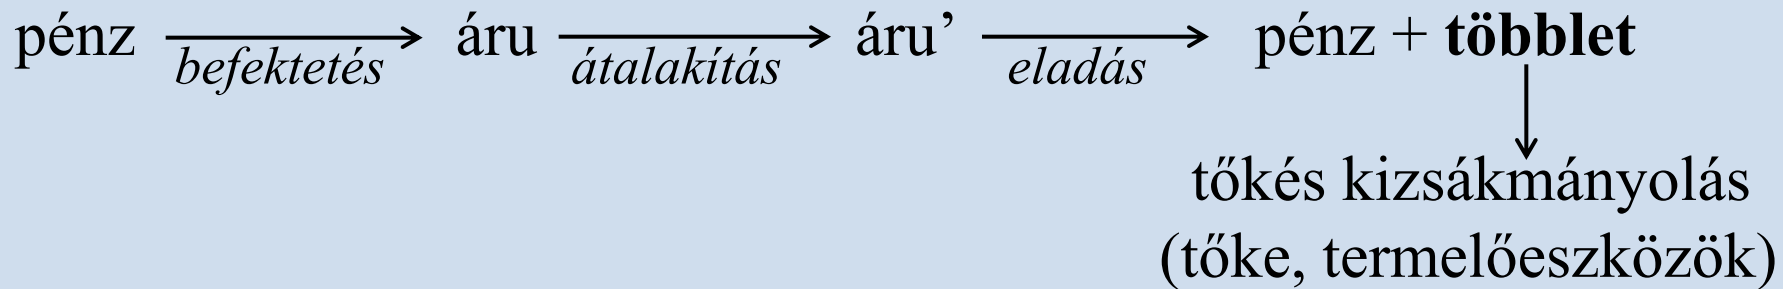 pénz befektetés áru átalakítás áru’ eladás pénz + többlet
tőkés kizsákmányolás
(tőke, termelőeszközök)